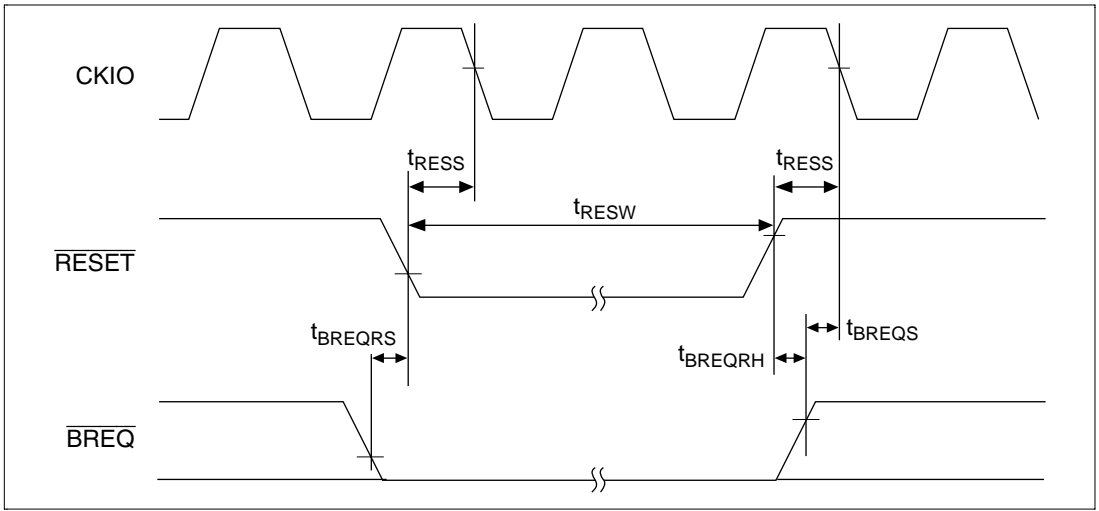 CKIO
tRESS
tRESS
tRESW
RESET
tBREQRS
tBREQRH
tBREQS
BREQ